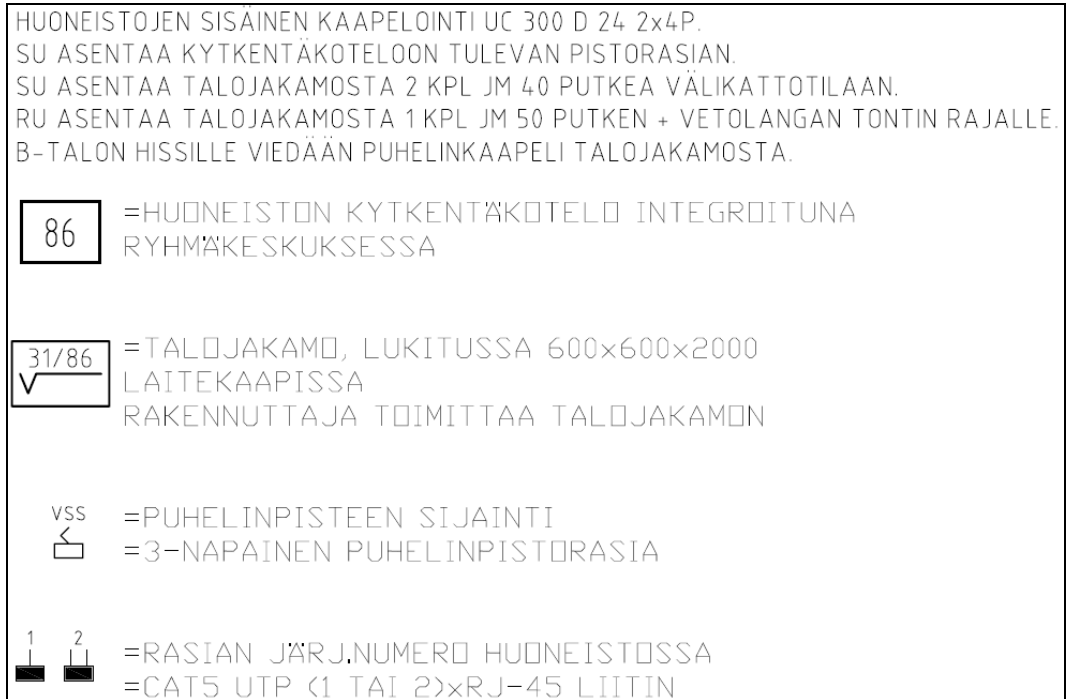 HUONEISTOJEN SISÄINEN KAAPELOINTI UC 300 D 24 2x4P.
SU ASENTAA KYTKENTÄKOTELOON TULEVAN PISTORASIAN.
SU ASENTAA TALOJAKAMOSTA 2 KPL JM 40 PUTKEA VÄLIKATTOTILAAN.
RU ASENTAA TALOJAKAMOSTA 1 KPL JM 50 PUTKEN + VETOLANGAN TONTIN RAJALLE.
B-TALON HISSILLE VIEDÄÄN PUHELINKAAPELI TALOJAKAMOSTA.
86 =HUONEISTON KYTKENTÄKOTELO INTEGROITUNA
RYHMÄKESKUKSESSA
31/86 =TALOJAKAMO, LUKITUSSA 600x600x2000
LAITEKAAPISSA
RAKENNUTTAJA TOIMITTAA TALOJAKAMON
VSS =PUHELINPISTEEN SIJAINTI
=3-NAPAINEN PUHELINPISTORASIA
1 2 =RASIAN JÄRJ.NUMERO HUONEISTOSSA
=CAT5 UTP (1 TAI 2)xRJ-45 LIITIN